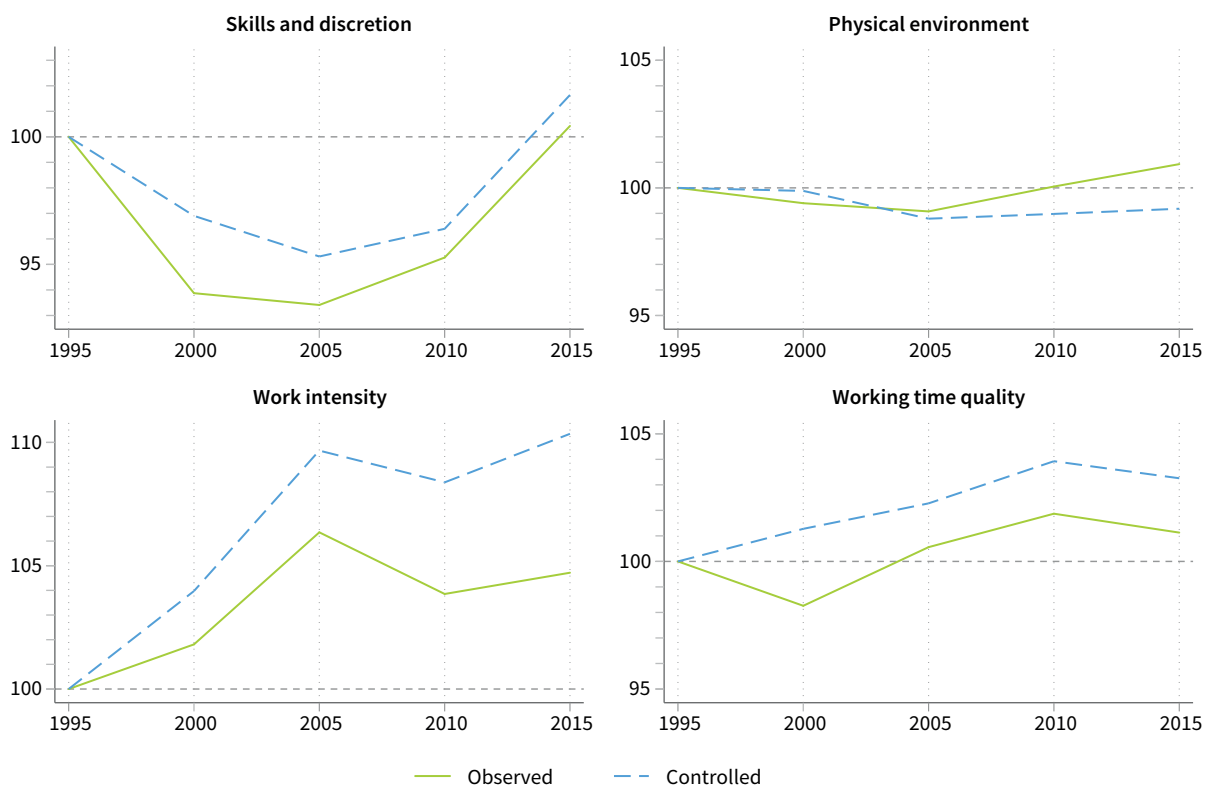 Skills and discretion
100
95
1995 2000 2005 2010 2015
Physical environment
105
100
95
1995 2000 2005 2010 2015
Work intensity
110
105
100
1995 2000 2005 2010 2015
Working time quality
105
100
95
1995 2000 2005 2010 2015
Observed Controlled